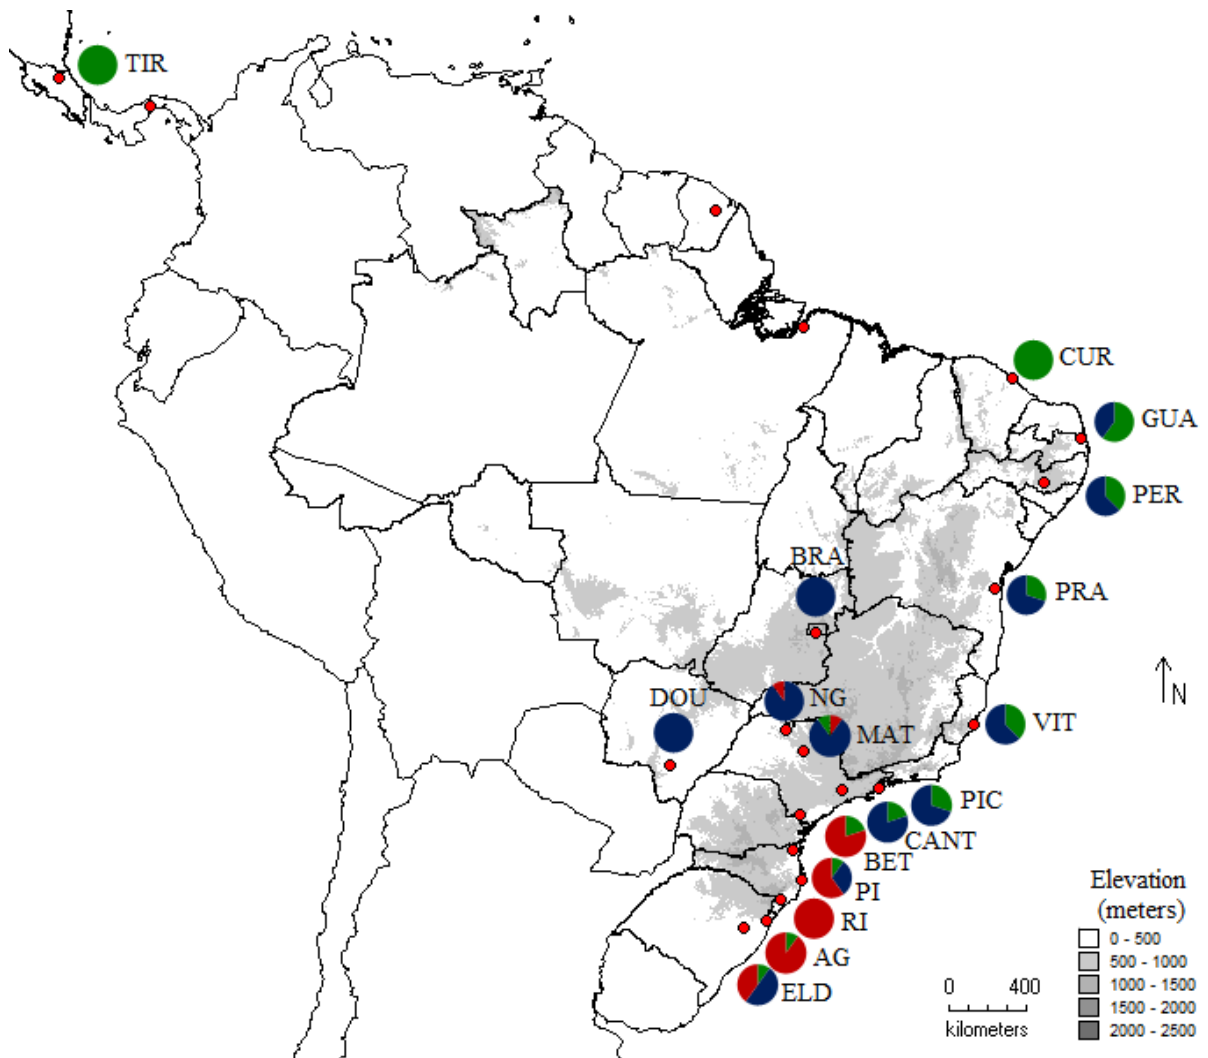 TIR
CUR
GUA
PER
BRA
PRA
DOU
NG
VIT
MAT
PIC
CANT
BET
PI
RI
AG
ELD
N
Elevation
(meters)
0 - 500
500 - 1000
1000 - 1500
1500 - 2000
2000 - 2500
0 400
kilometers